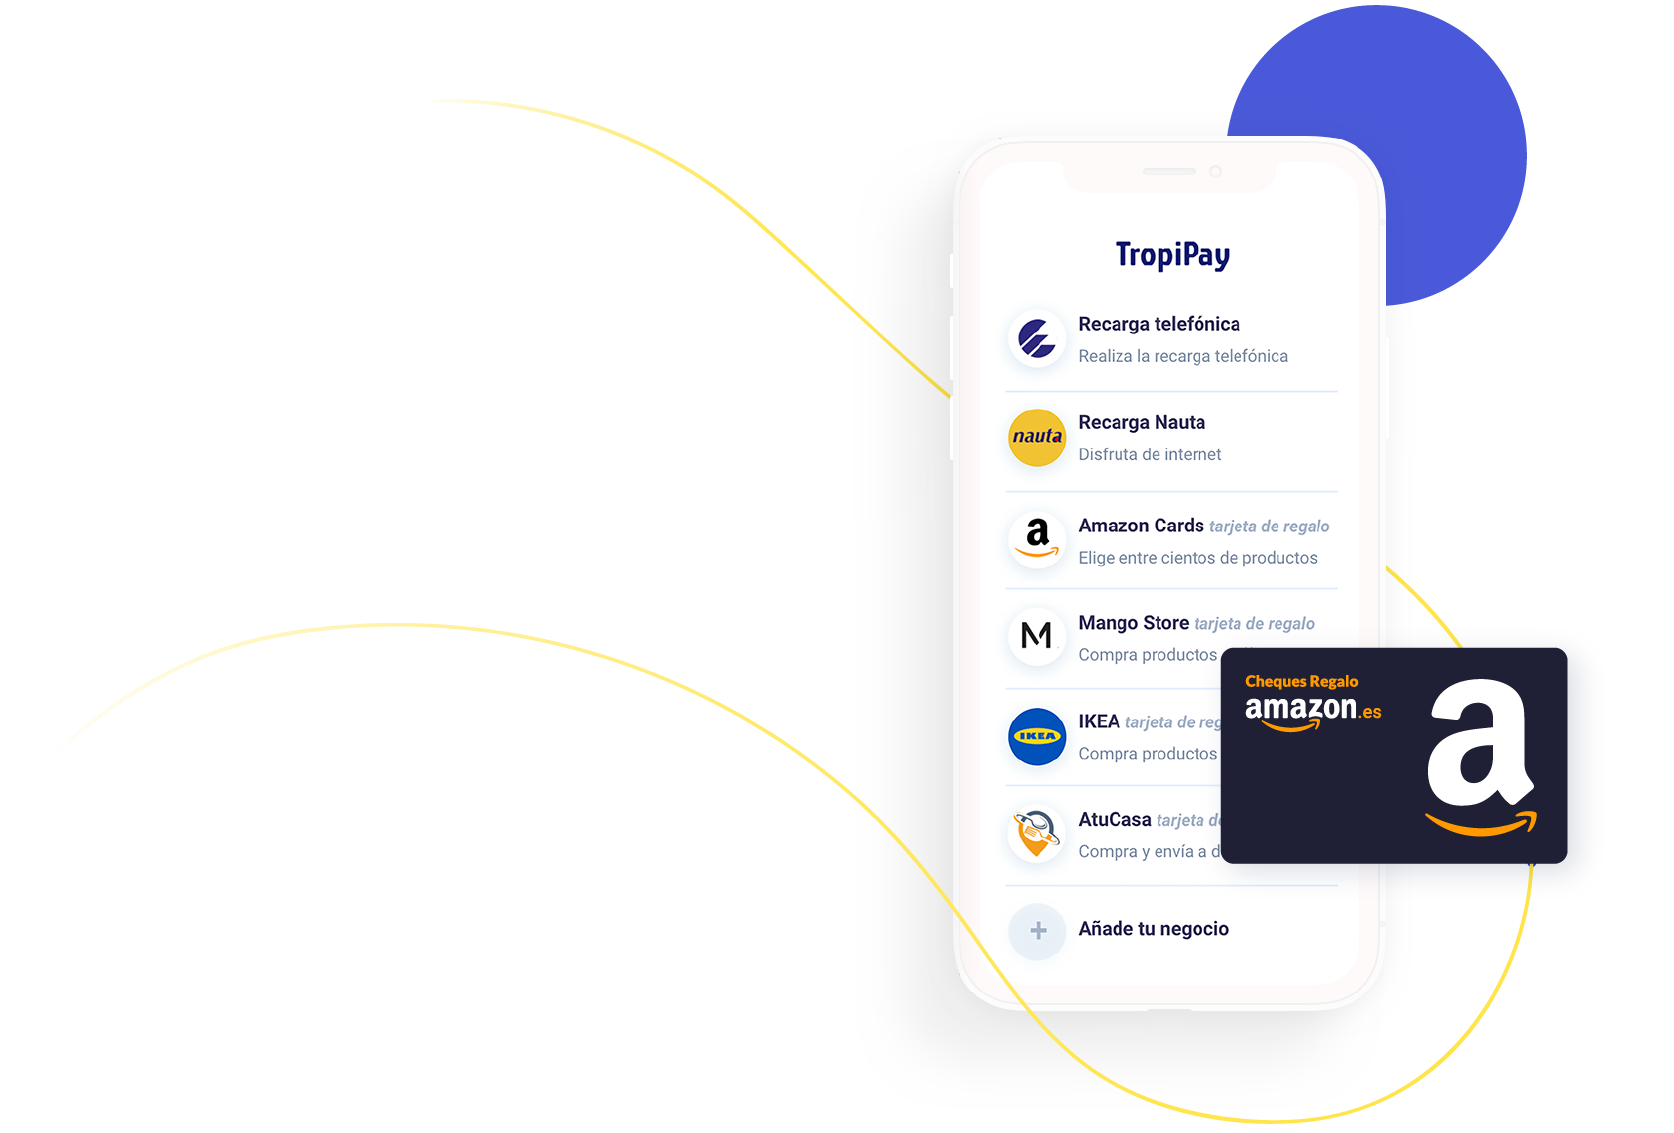 TropiPay
Recarga telefónica
Realiza la recarga telefónica
nauta
Recarga Nauta
Disfruta de internet
a
Amazon Cards tarjeta de regalo
Elige entre cientos de productos
M
Mango Store tarjeta de regalo
Compra productos
IKEA
IKEA tarjeta de reg
Compra productos
AtuCasa tarjeta de
Compra y envía a d
Añade tu negocio
Cheques Regalo
amazon.es
a